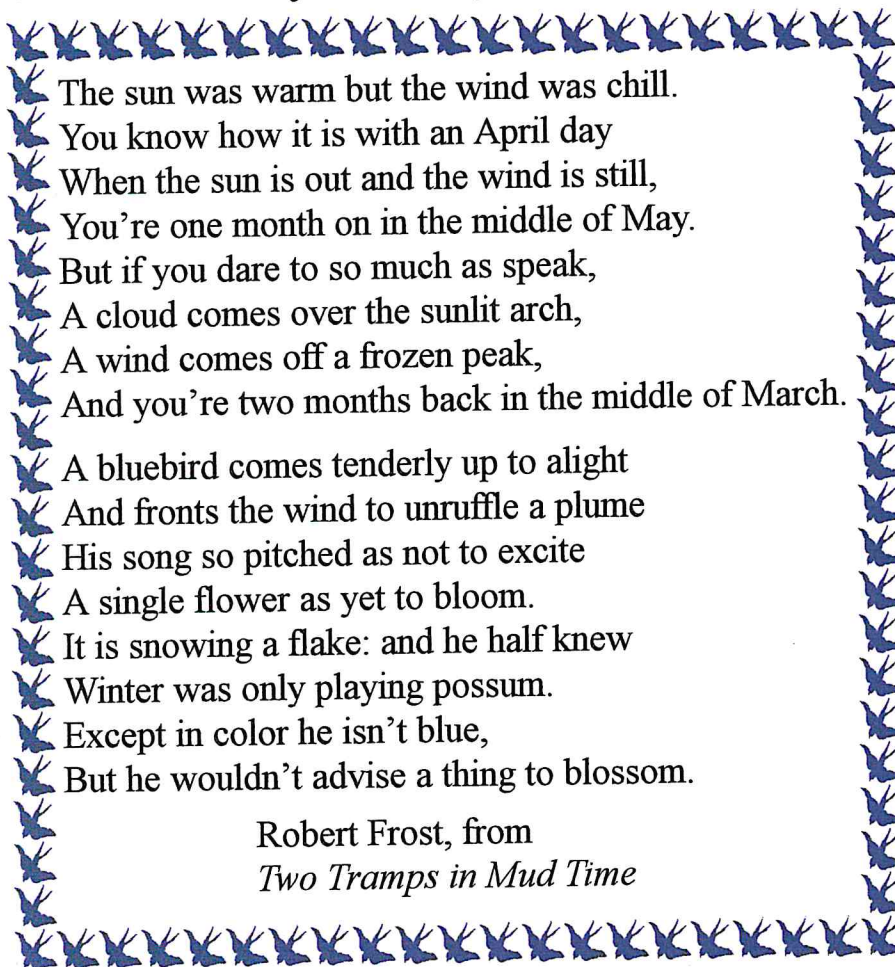 The sun was warm but the wind was chill.
You know how it is with an April day
When the sun is out and the wind is still,
You're one month on in the middle of May.
But if you dare to so much as speak,
A cloud comes over the sunlit arch,
A wind comes off a frozen peak,
And you're two months back in the middle of March.
A bluebird comes tenderly up to alight
And fronts the wind to unruffle a plume
His song so pitched as not to excite
A single flower as yet to bloom.
It is snowing a flake: and he half knew
Winter was only playing possum.
Except in color he isn't blue,
But he wouldn't advise a thing to blossom.
Robert Frost, from
Two Tramps in Mud Time